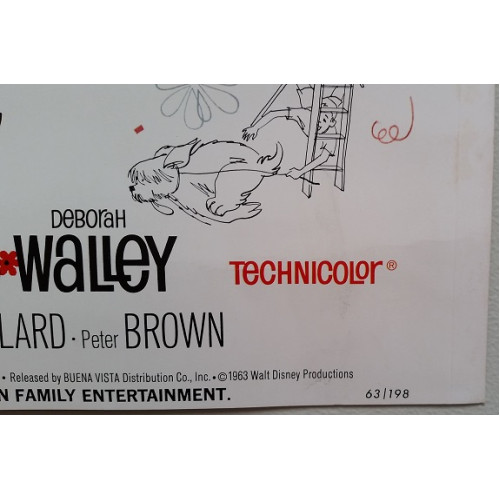 DEBORAH
WALLEY
TECHNICOLOR®
LARD · Peter BROWN
• Released by BUENA VISTA Distribution Co., Inc. • ©1963 Walt Disney Productions
N FAMILY ENTERTAINMENT.
63/198